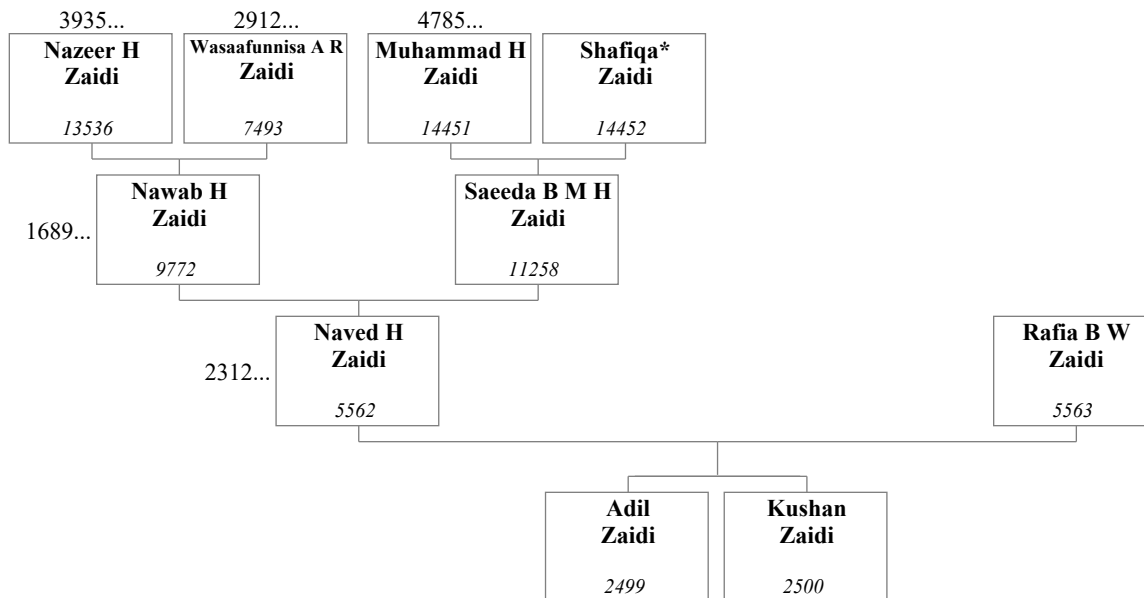 3935...
2912...
4785...
Nazeer H
Zaidi
13536
Wasaafunnisa A R
Zaidi
7493
Muhammad H
Zaidi
14451
Shafiqa*
Zaidi
14452
1689...
Nawab H
Zaidi
9772
Saeeda B M H
Zaidi
11258
2312...
Naved H
Zaidi
5562
Rafia B W
Zaidi
5563
Adil
Zaidi
2499
Kushan
Zaidi
2500